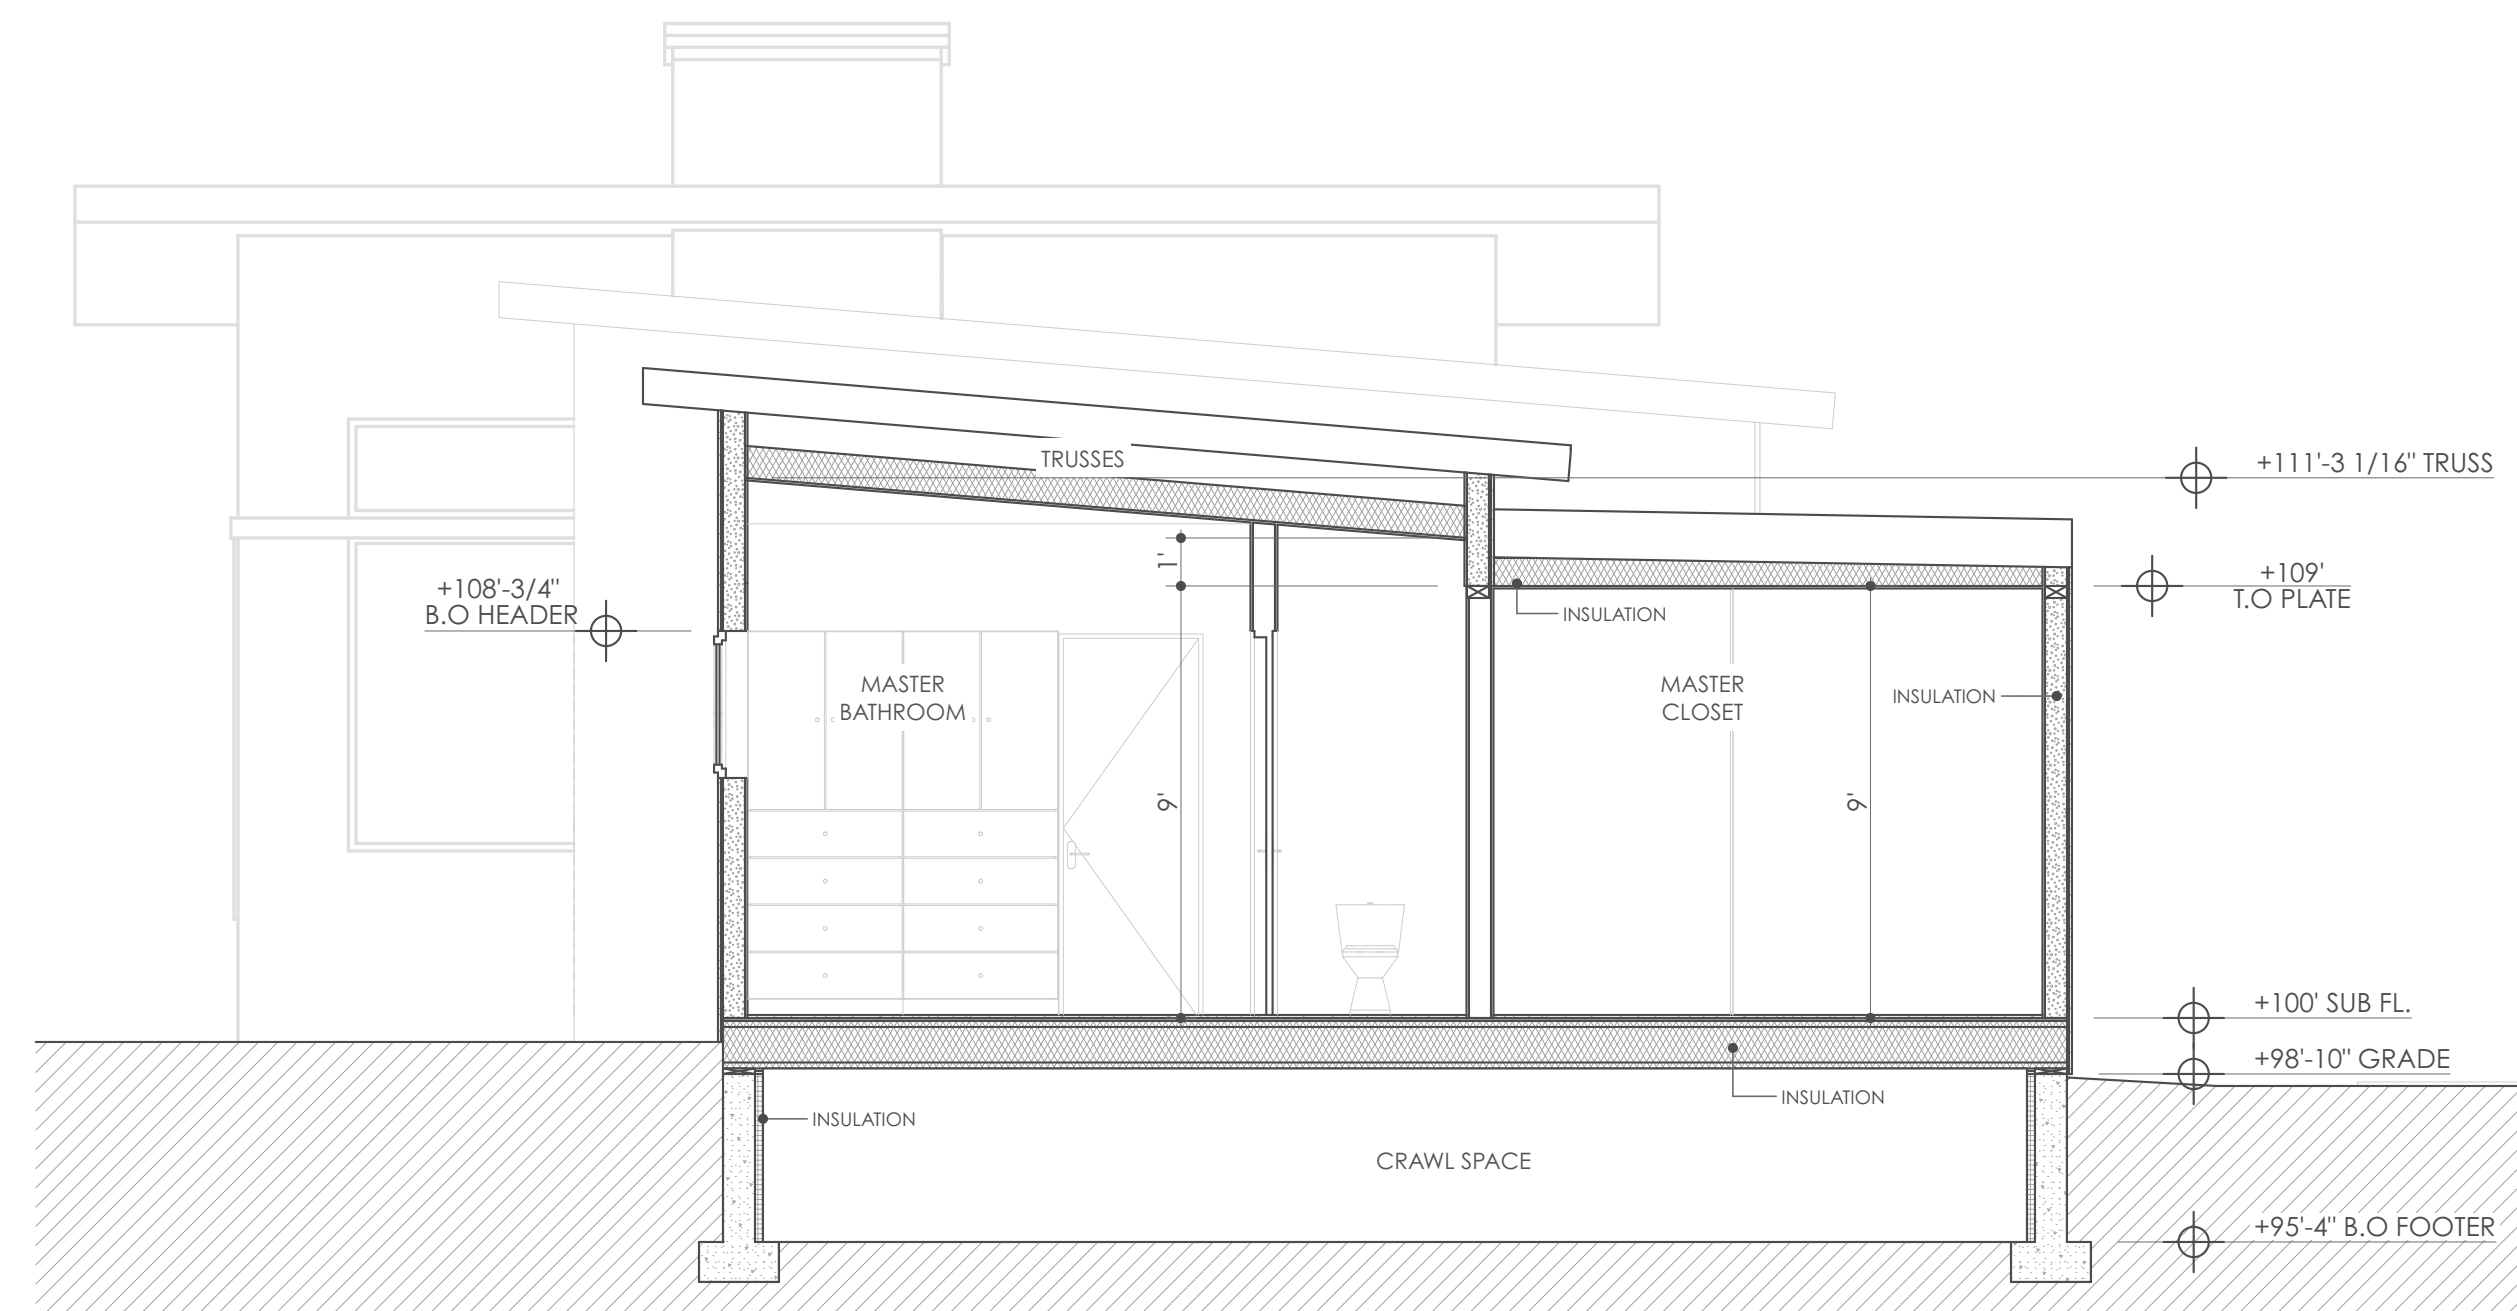 TRUSSES
+111'-3 1/16" TRUSS
1'
+108'-3/4"
B.O HEADER
+109'
T.O PLATE
INSULATION
MASTER
BATHROOM
MASTER
CLOSET
INSULATION
9'
9'
+100' SUB FL.
+98'-10" GRADE
INSULATION
INSULATION
CRAWL SPACE
+95'-4" B.O FOOTER